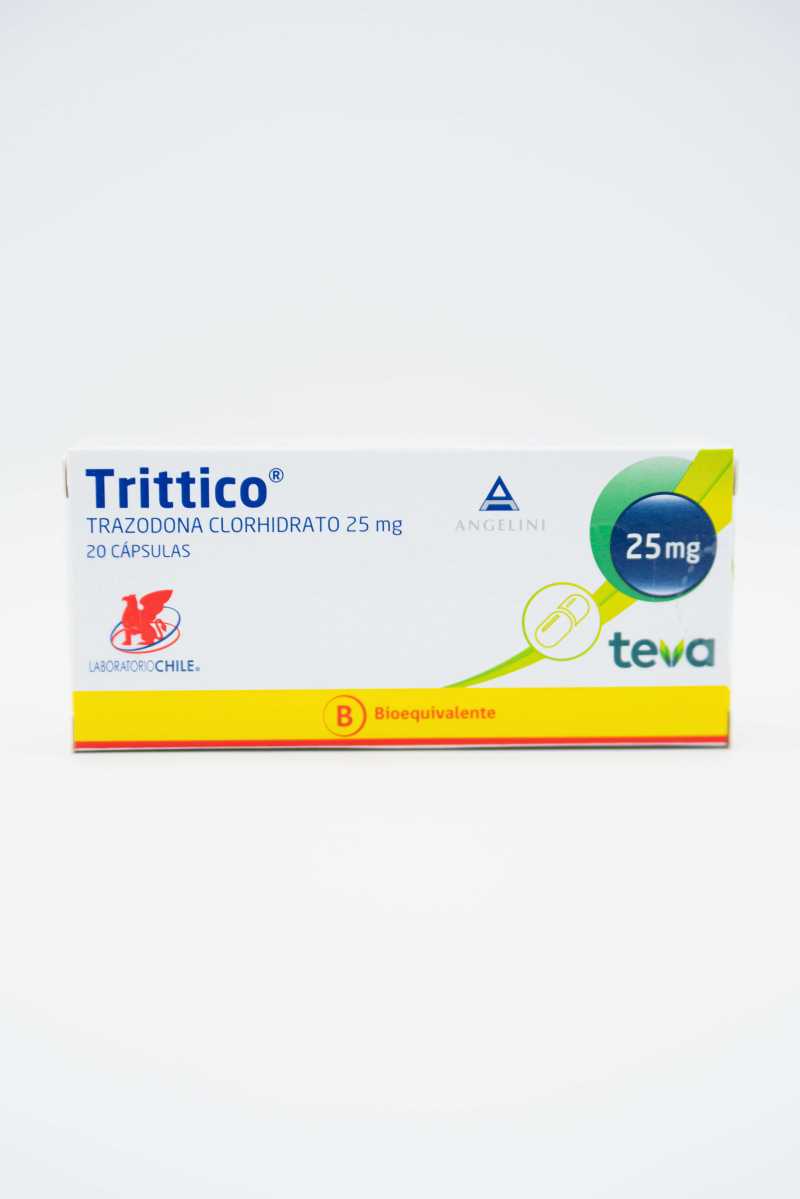 Trittico®
TRAZODONA CLORHIDRATO 25 mg
20 CÁPSULAS
ANGELINI
25mg
LABORATORIOCHILE®
teva
B Bioequivalente